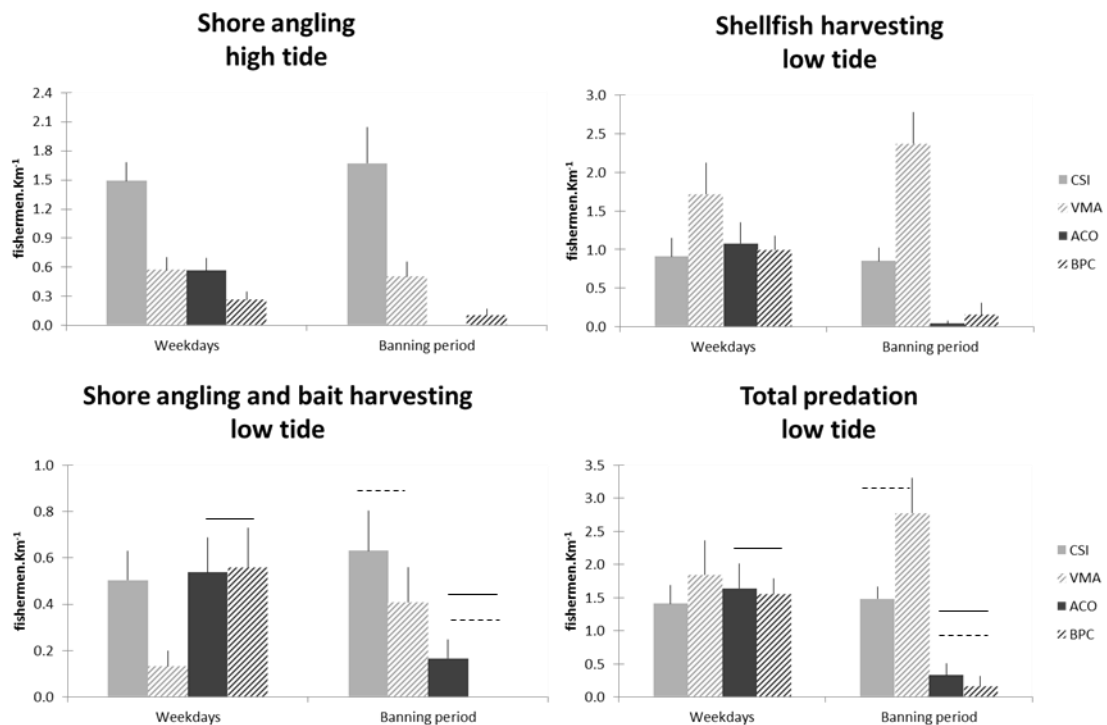 Shore angling
high tide
fishermen.Km-1
2.4
2.1
1.8
1.5
1.2
0.9
0.6
0.3
0.0
Weekdays
Banning period
Shellfish harvesting
low tide
fishermen.Km-1
3.0
2.5
2.0
1.5
1.0
0.5
0.0
Weekdays
Banning period
CSI
VMA
ACO
BPC
Shore angling and bait harvesting
low tide
fishermen.Km-1
1.0
0.8
0.6
0.4
0.2
0.0
Weekdays
Banning period
Total predation
low tide
fishermen.Km-1
3.5
3.0
2.5
2.0
1.5
1.0
0.5
0.0
Weekdays
Banning period
CSI
VMA
ACO
BPC